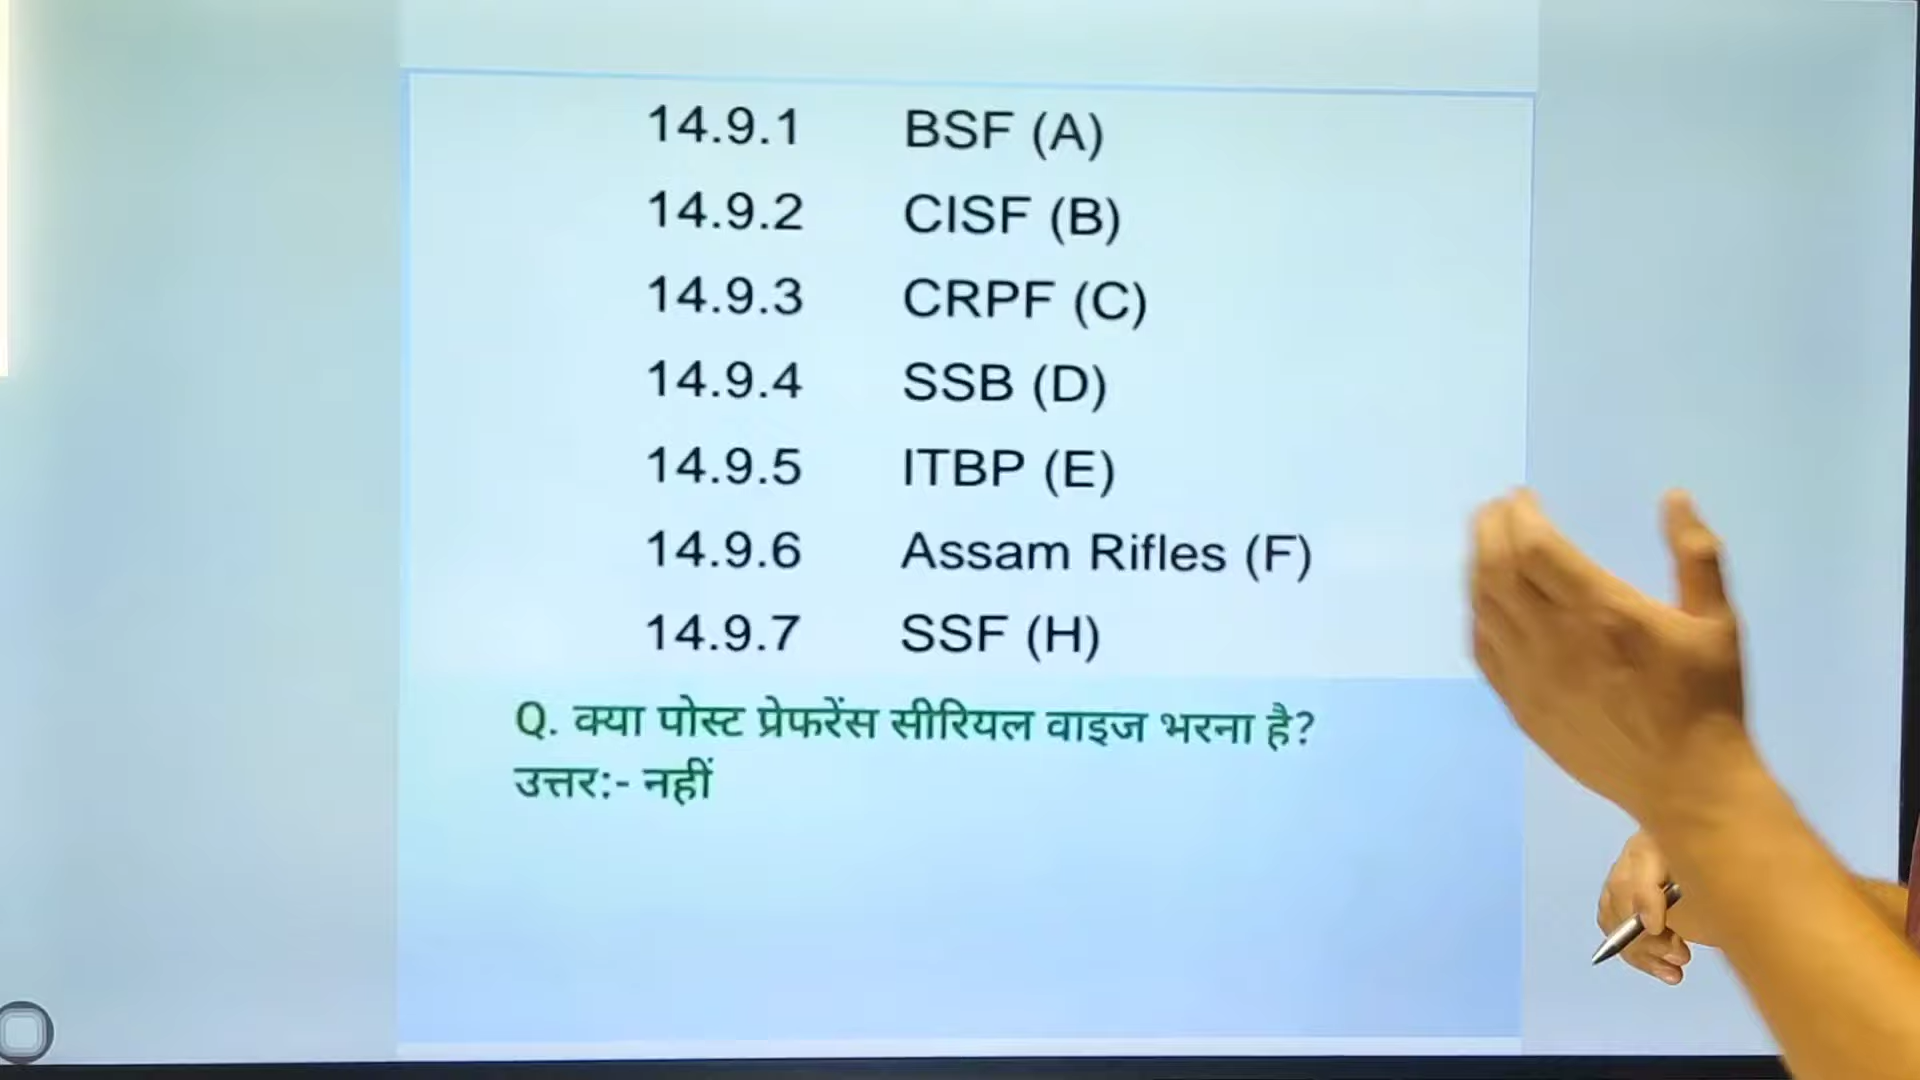 14.9.1 BSF (A)
14.9.2 CISF (B)
14.9.3 CRPF (C)
14.9.4 SSB (D)
14.9.5 ITBP (E)
14.9.6 Assam Rifles (F)
14.9.7 SSF (H)
Q. क्या पोस्ट प्रेफरेंस सीरियल वाइज भरना है?
उत्तर:- नहीं